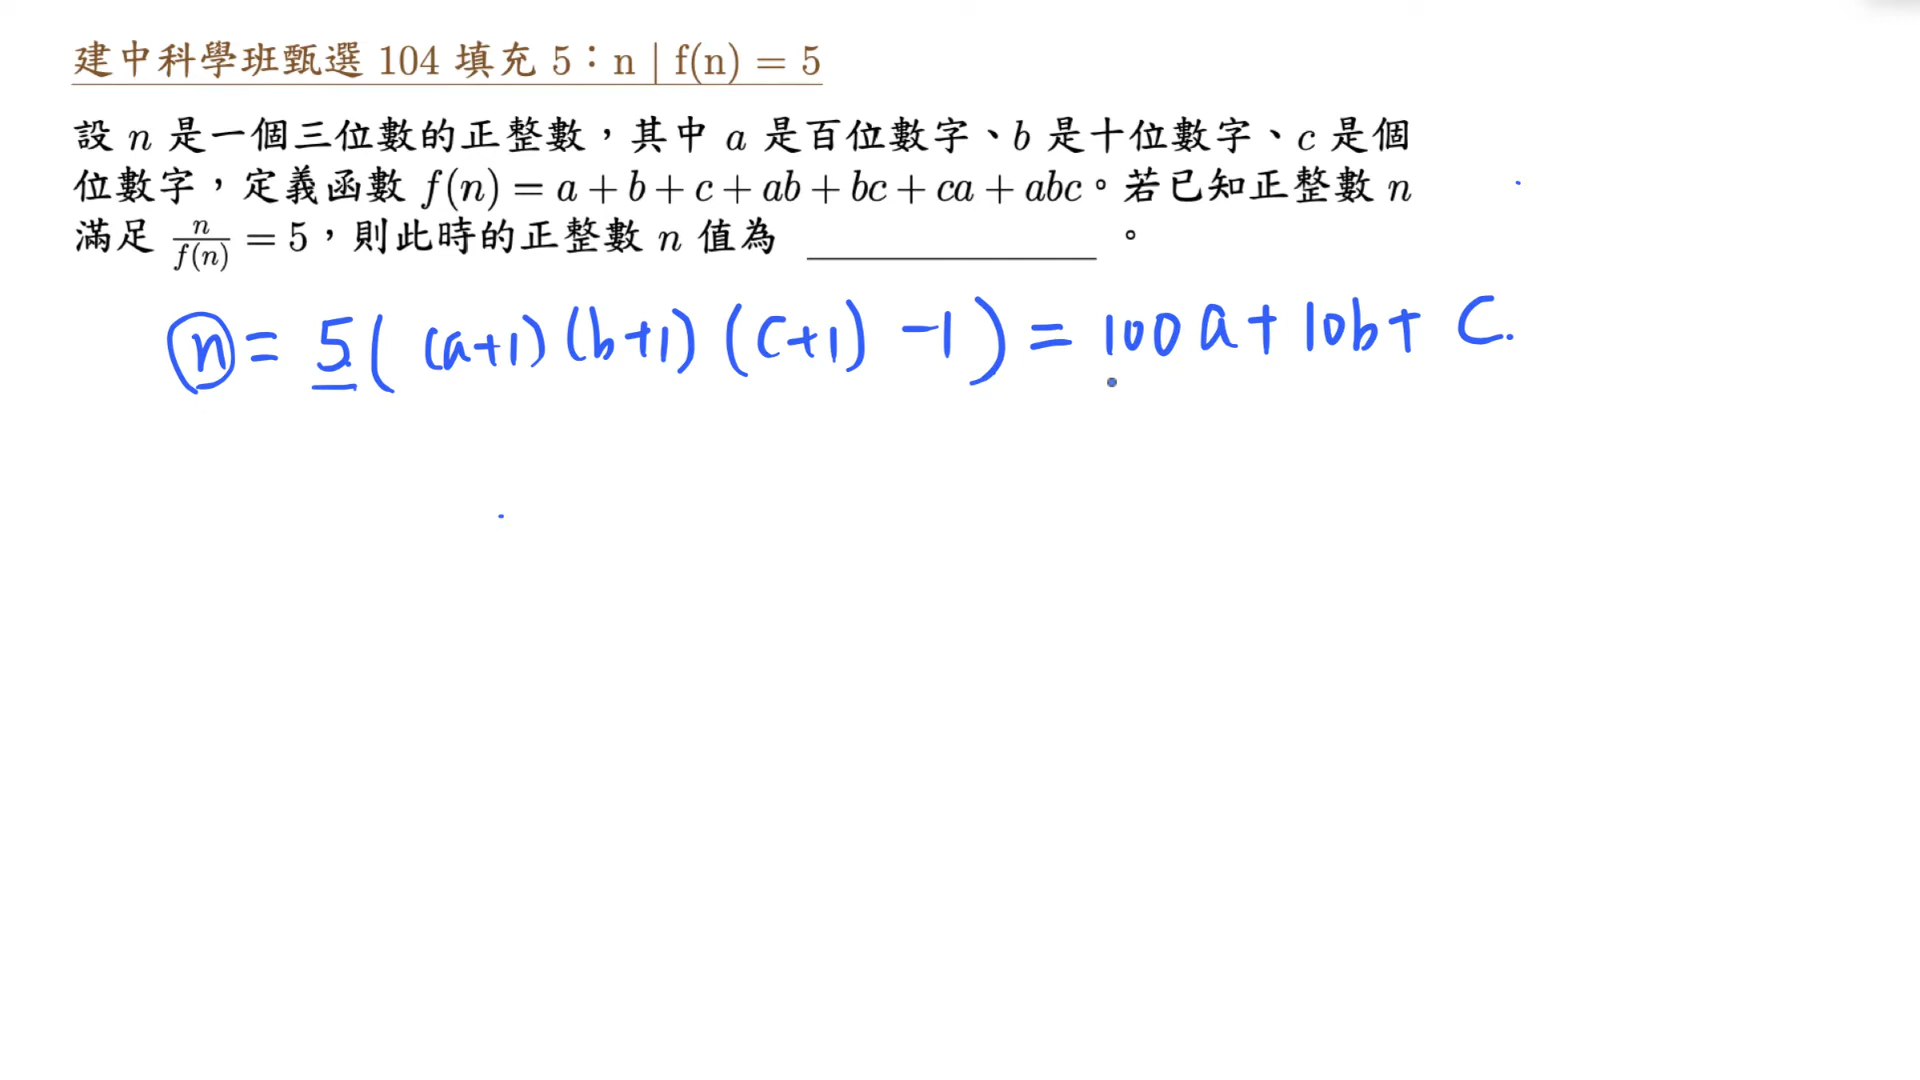 建中科學班甄選 104 填充 5：n | f(n) = 5
設 n 是一個三位數的正整數，其中 a 是百位數字、b 是十位數字、c 是個
位數字，定義函數 f(n) = a + b + c + ab + bc + ca + abc。若已知正整數 n
滿足 n/f(n) = 5，則此時的正整數 n 值為 ____________ 。
n = 5( (a+1)(b+1)(c+1) -1 ) = 100a + 10b + c.